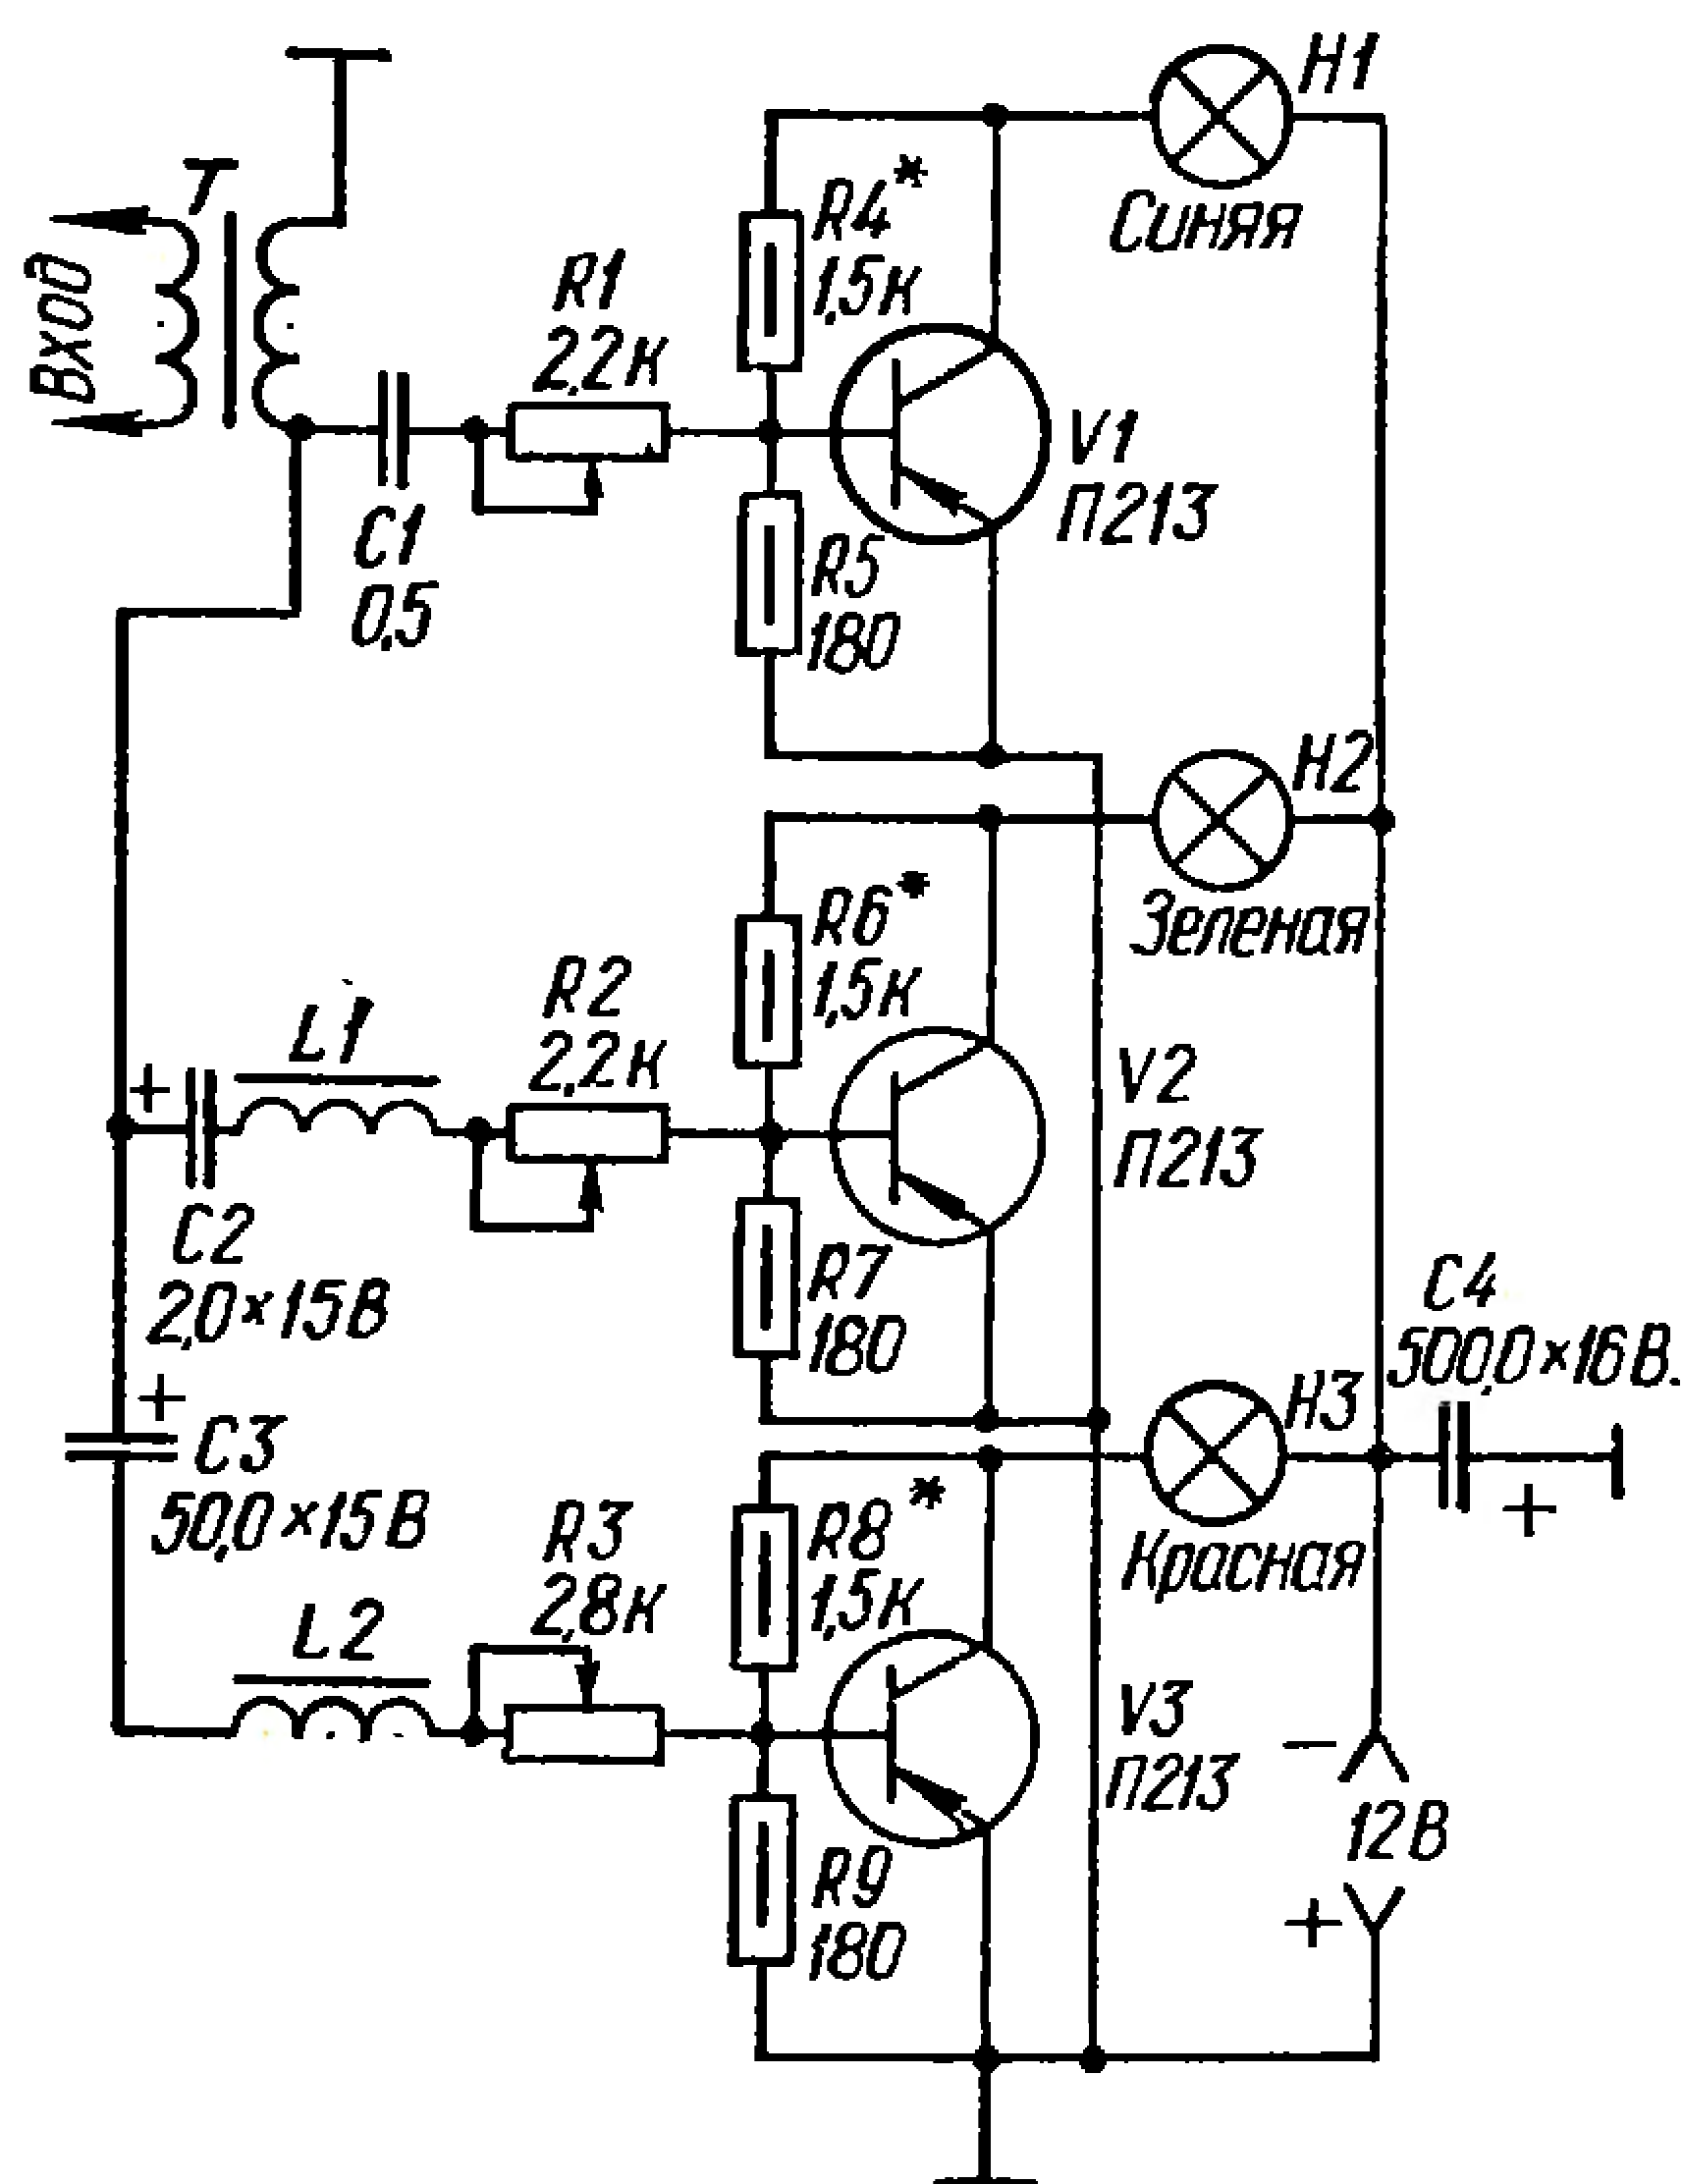 H1
Синяя
T
Вход
R4*
1,5к
R1
2,2к
V1
П213
C1
0,5
R5
180
H2
Зеленая
R6*
1,5к
L1
R2
2,2к
V2
П213
+
C2
2,0×15В
R7
180
C4
500,0×16В.
+
H3
Красная
+
C3
50,0×15В
R8*
1,5к
R3
2,8к
L2
V3
П213
−
12В
+
R9
180